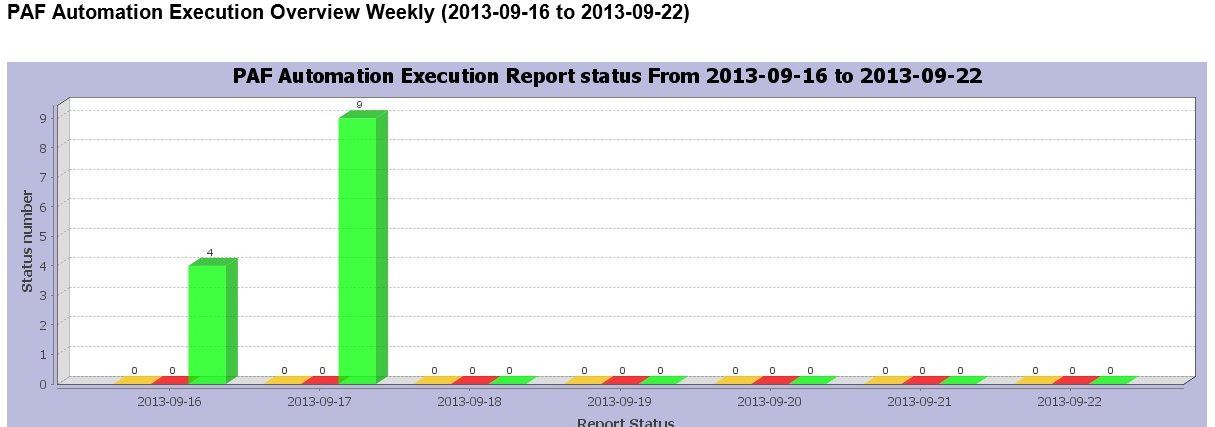 PAF Automation Execution Overview Weekly (2013-09-16 to 2013-09-22)
PAF Automation Execution Report status From 2013-09-16 to 2013-09-22
Status number
9
8
7
6
5
4
3
2
1
0
0 0 4 0 0 9 0 0 0 0 0 0 0 0 0 0 0 0 0 0 0
2013-09-16 2013-09-17 2013-09-18 2013-09-19 2013-09-20 2013-09-21 2013-09-22
Report Status